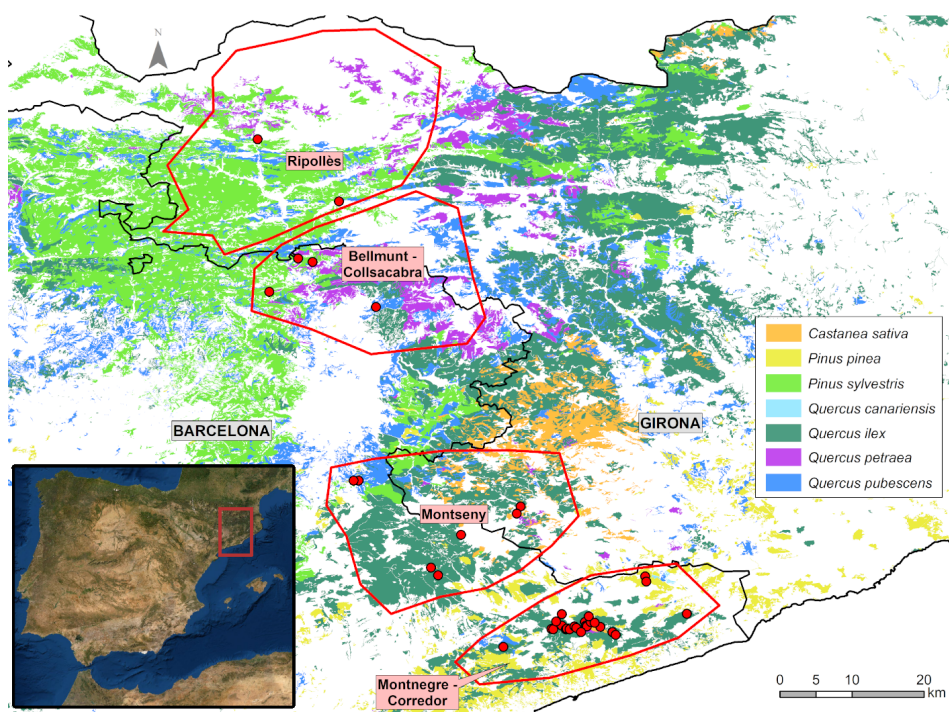 N
Ripollès
Bellmunt -
Collsacabra
Castanea sativa
Pinus pinea
Pinus sylvestris
Quercus canariensis
Quercus ilex
Quercus petraea
Quercus pubescens
BARCELONA
GIRONA
Montseny
Montnegre -
Corredor
0 5 10 20
km